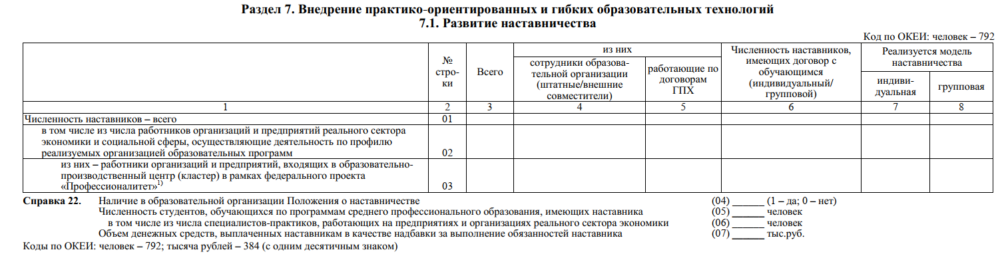 Раздел 7. Внедрение практико-ориентированных и гибких образовательных технологий
7.1. Развитие наставничества
Код по ОКЕИ: человек – 792
№
стро-
ки
Всего
из них
сотрудники образова-
тельной организации
(штатные/внешние
совместители)
работающие по
договорам
ГПХ
Численность наставников,
имеющих договор с
обучающимся
(индивидуальный/
групповой)
Реализуется модель
наставничества
индиви-
дуальная
групповая
1 2 3 4 5 6 7 8
Численность наставников – всего 01
в том числе из числа работников организаций и предприятий реального сектора
экономики и социальной сферы, осуществляющие деятельность по профилю
реализуемых организацией образовательных программ 02
из них – работники организаций и предприятий, входящих в образовательно-
производственный центр (кластер) в рамках федерального проекта
«Профессионалитет»1) 03
Справка 22. Наличие в образовательной организации Положения о наставничестве (04) ______ (1 – да; 0 – нет)
Численность студентов, обучающихся по программам среднего профессионального образования, имеющих наставника (05) ______ человек
в том числе из числа специалистов-практиков, работающих на предприятиях и организациях реального сектора экономики (06) ______ человек
Объем денежных средств, выплаченных наставникам в качестве надбавки за выполнение обязанностей наставника (07) ______ тыс.руб.
Коды по ОКЕИ: человек – 792; тысяча рублей – 384 (с одним десятичным знаком)